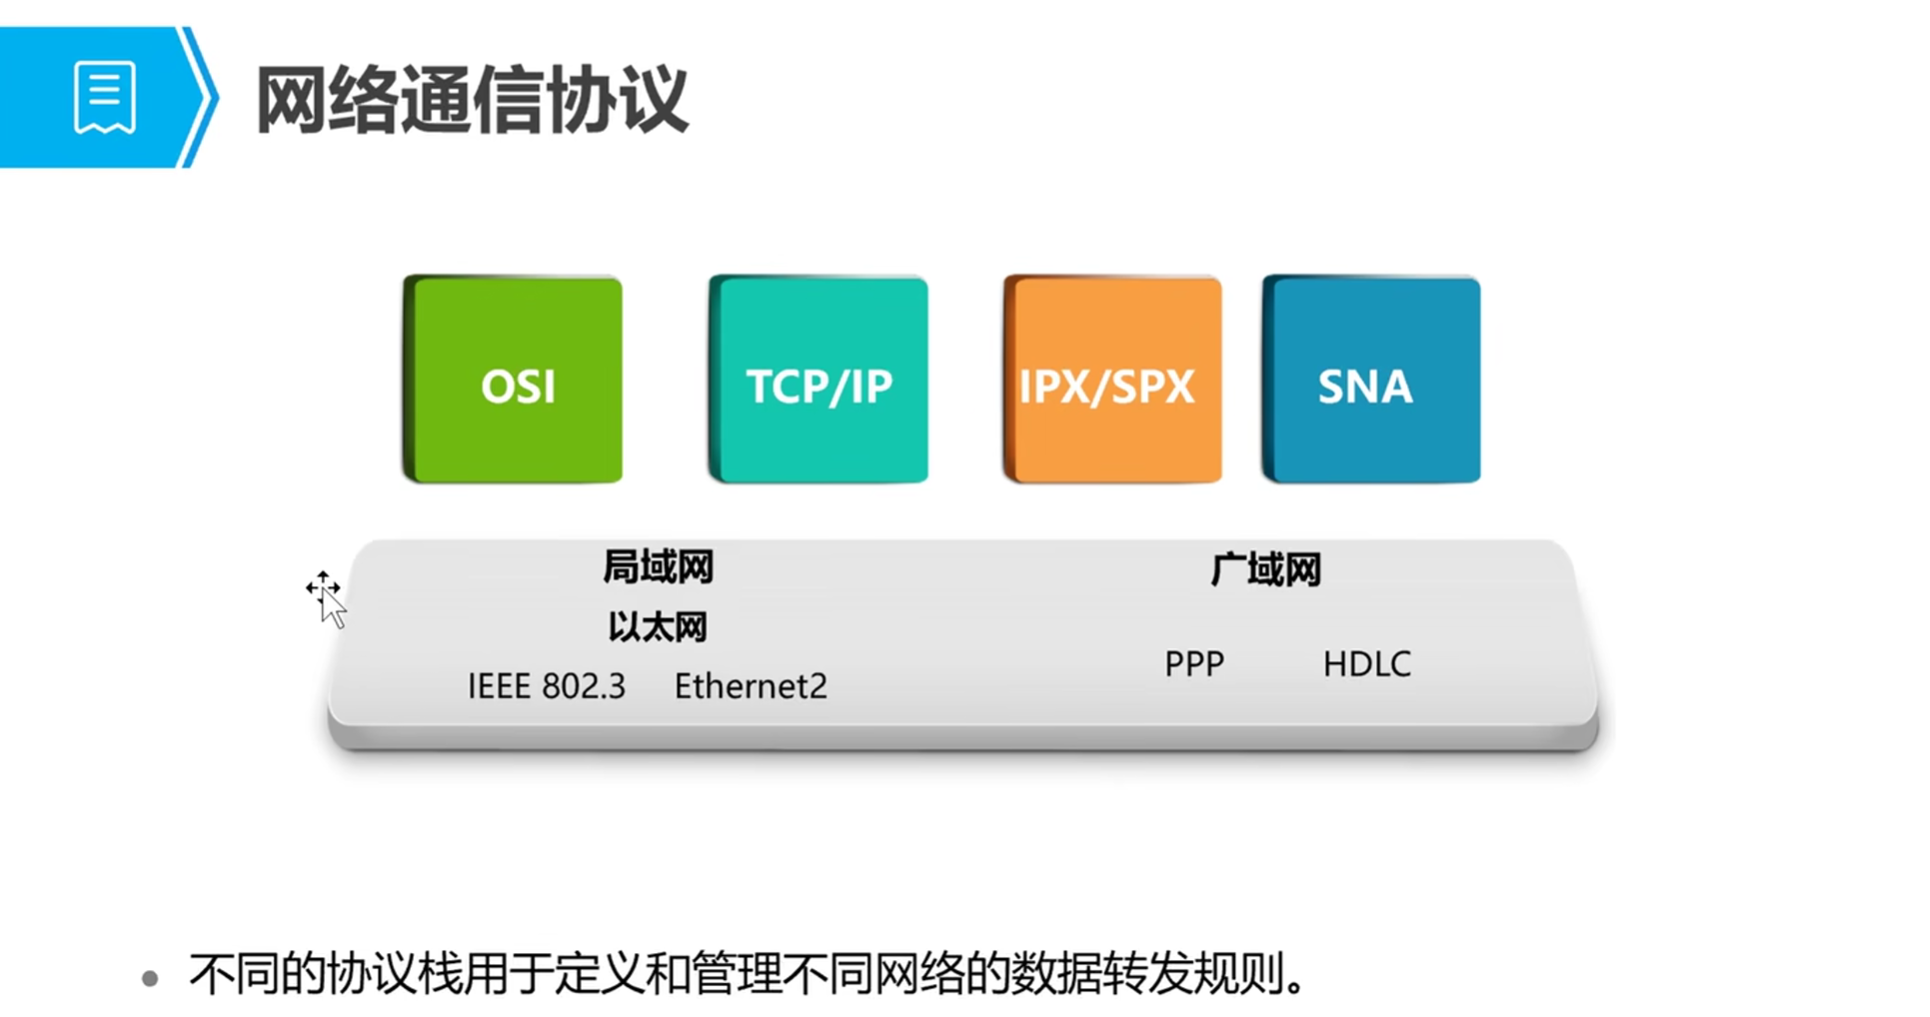 网络通信协议
OSI
TCP/IP
IPX/SPX
SNA
局域网
广域网
以太网
PPP HDLC
IEEE 802.3 Ethernet2
不同的协议栈用于定义和管理不同网络的数据转发规则。